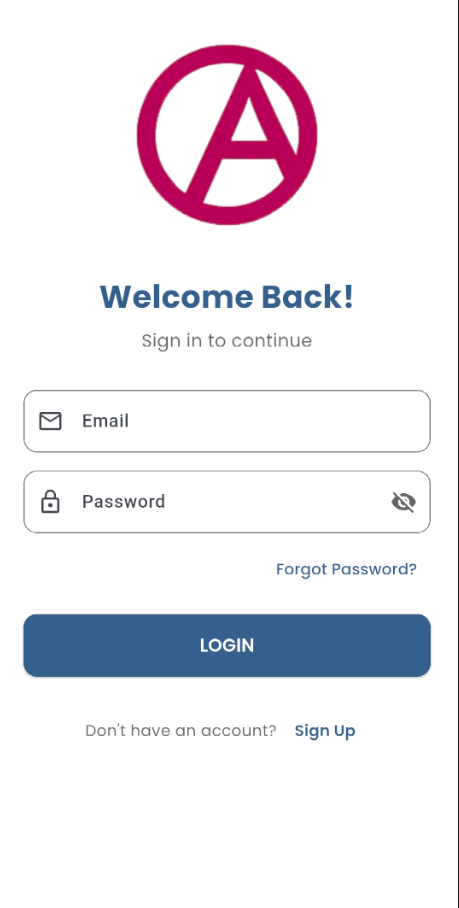 A
Welcome Back!
Sign in to continue
Email
Password
Forgot Password?
LOGIN
Don't have an account? Sign Up